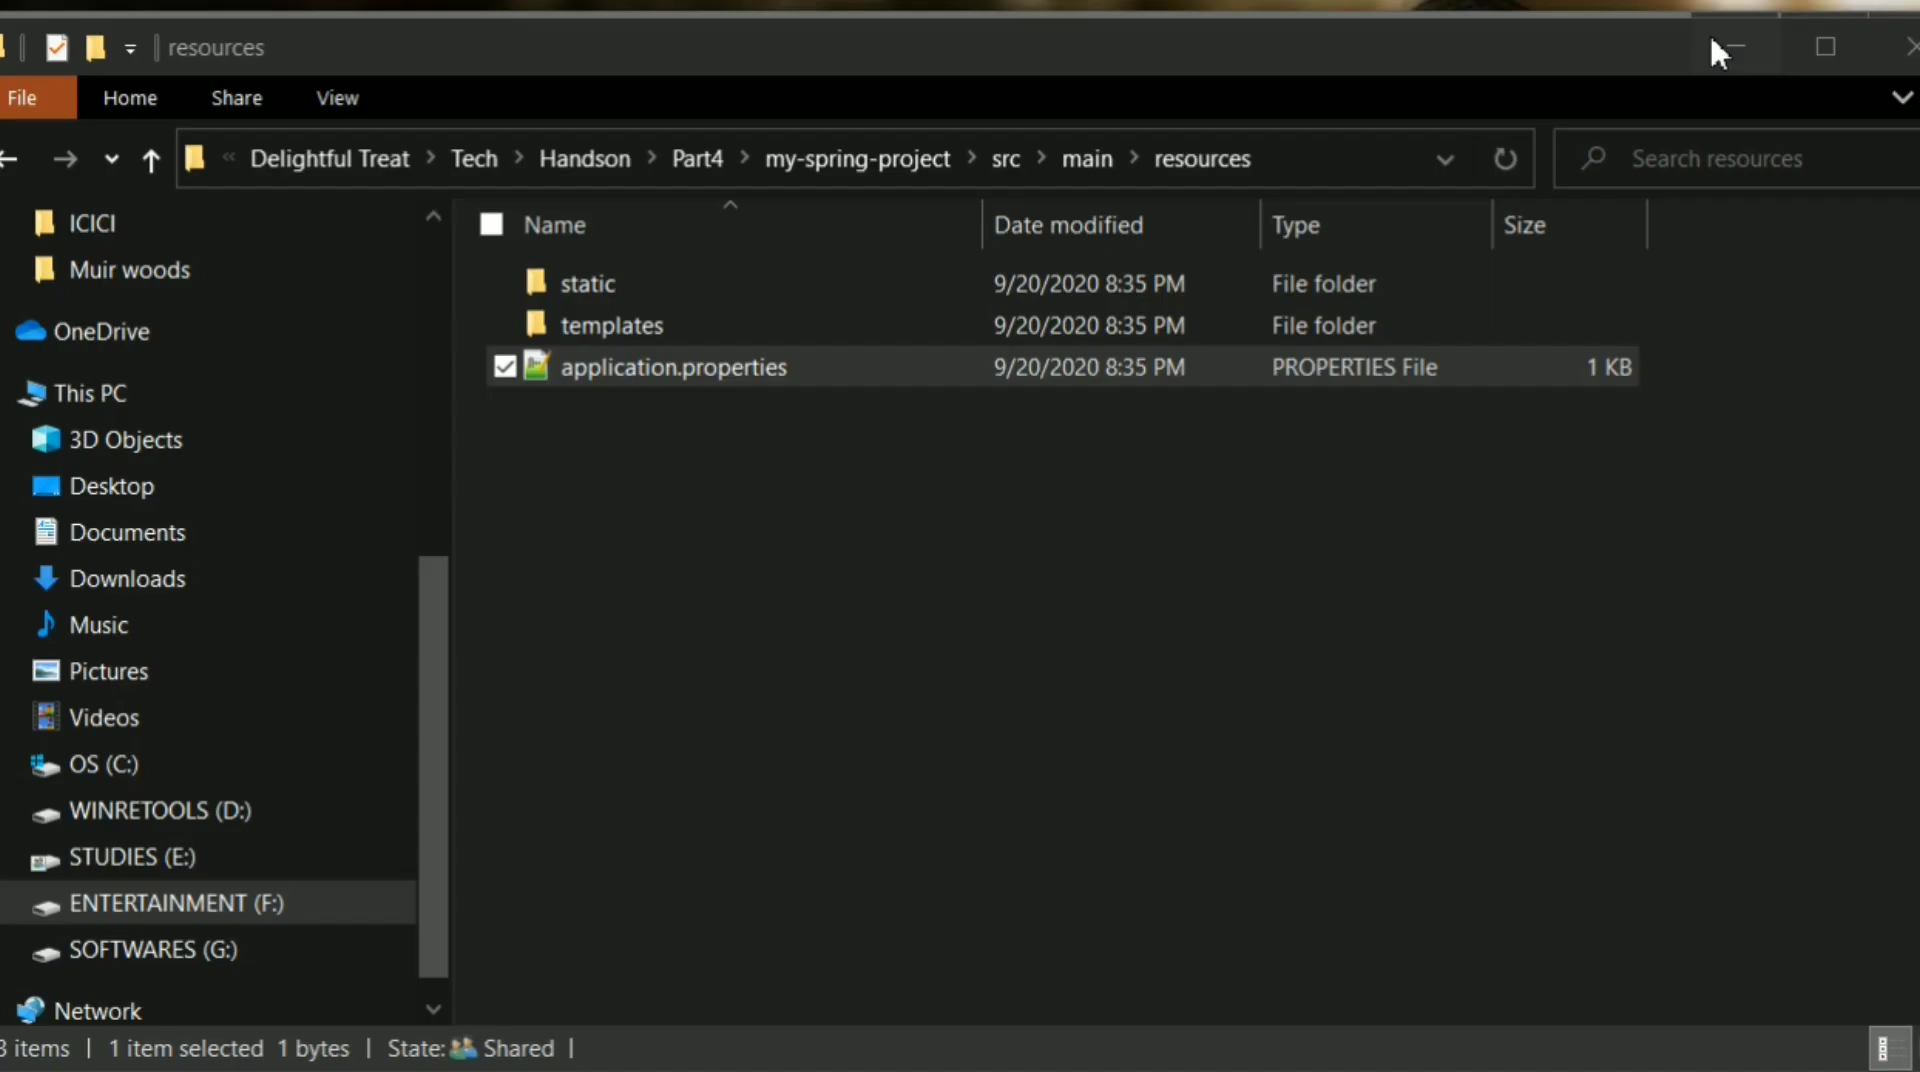 resources
File Home Share View
« Delightful Treat > Tech > Handson > Part4 > my-spring-project > src > main > resources
Search resources
Name Date modified Type Size
static 9/20/2020 8:35 PM File folder
templates 9/20/2020 8:35 PM File folder
application.properties 9/20/2020 8:35 PM PROPERTIES File 1 KB
ICICI
Muir woods
OneDrive
This PC
3D Objects
Desktop
Documents
Downloads
Music
Pictures
Videos
OS (C:)
WINRETOOLS (D:)
STUDIES (E:)
ENTERTAINMENT (F:)
SOFTWARES (G:)
Network
3 items | 1 item selected 1 bytes | State: Shared |